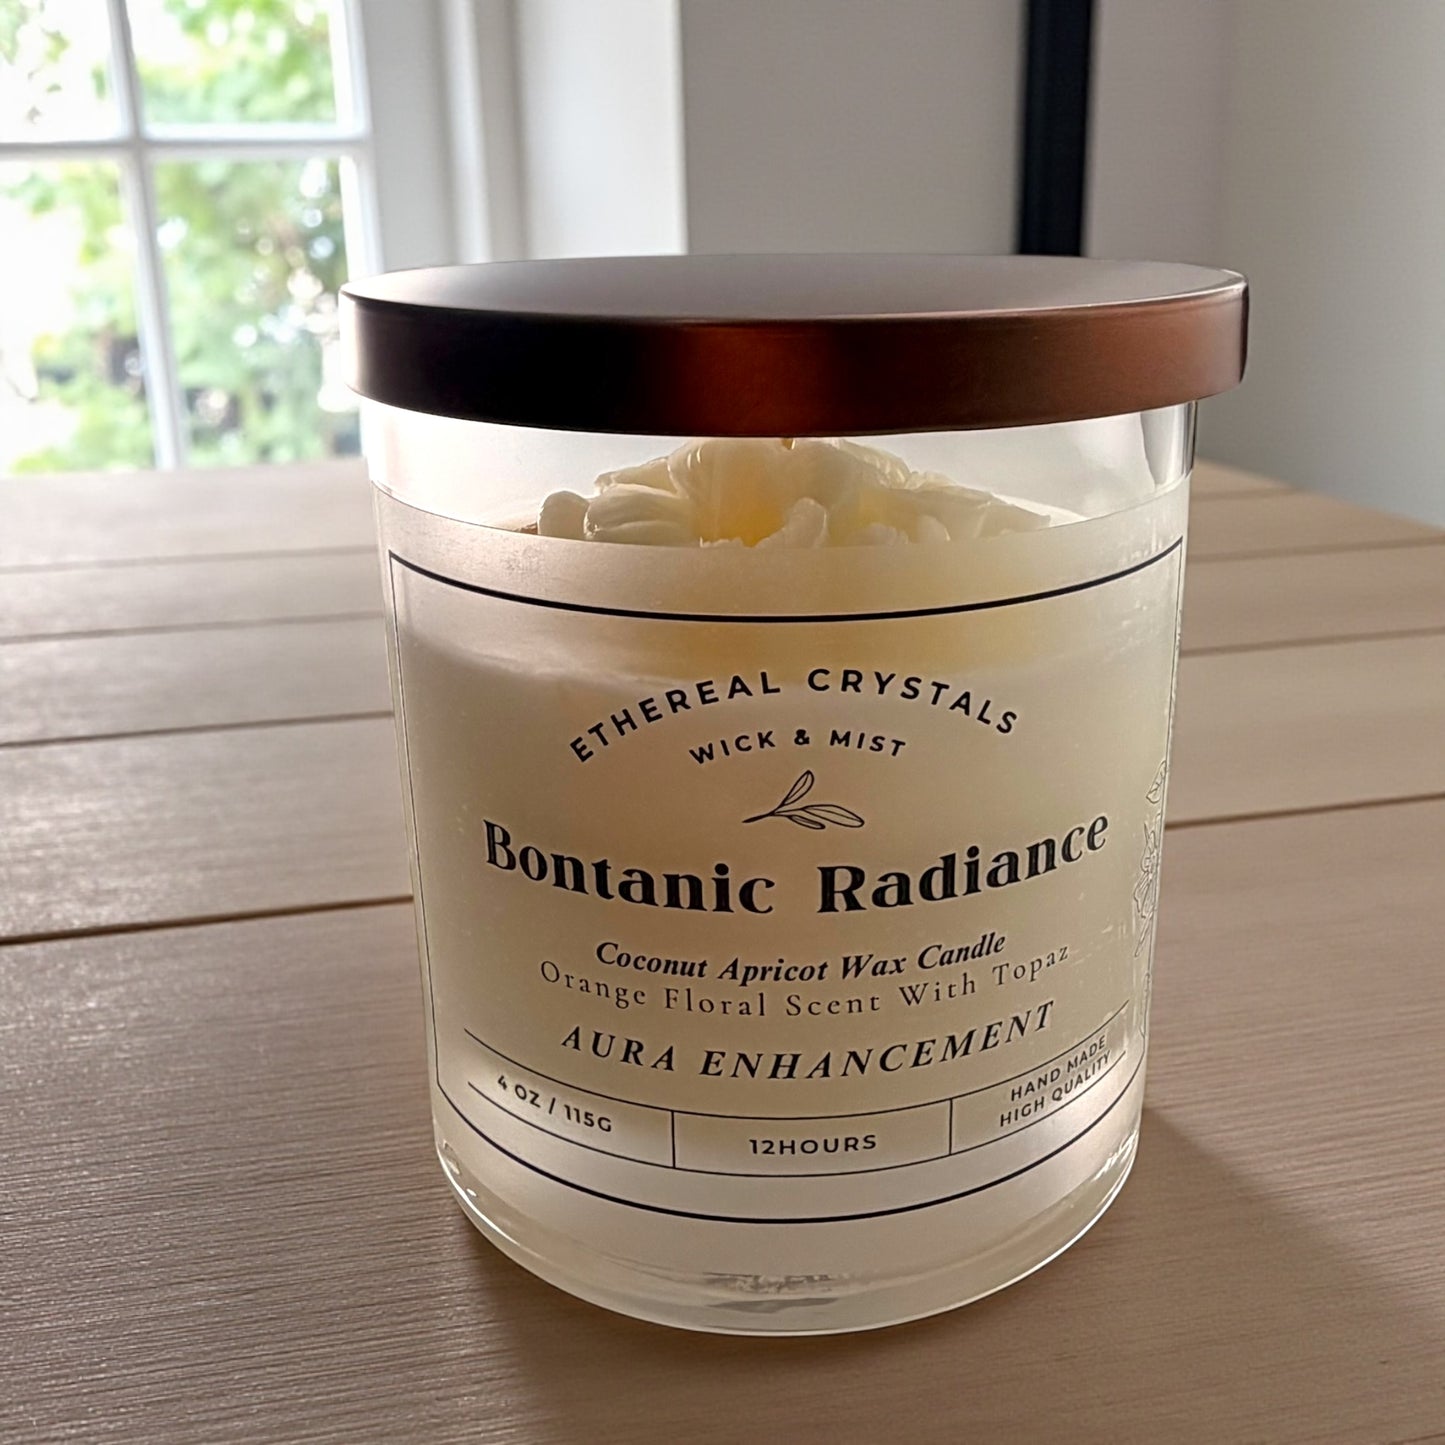 ETHEREAL CRYSTALS
WICK & MIST
Bontanic Radiance
Coconut Apricot Wax Candle
Orange Floral Scent With Topaz
AURA ENHANCEMENT
4 OZ / 115G
12HOURS
HAND MADE
HIGH QUALITY